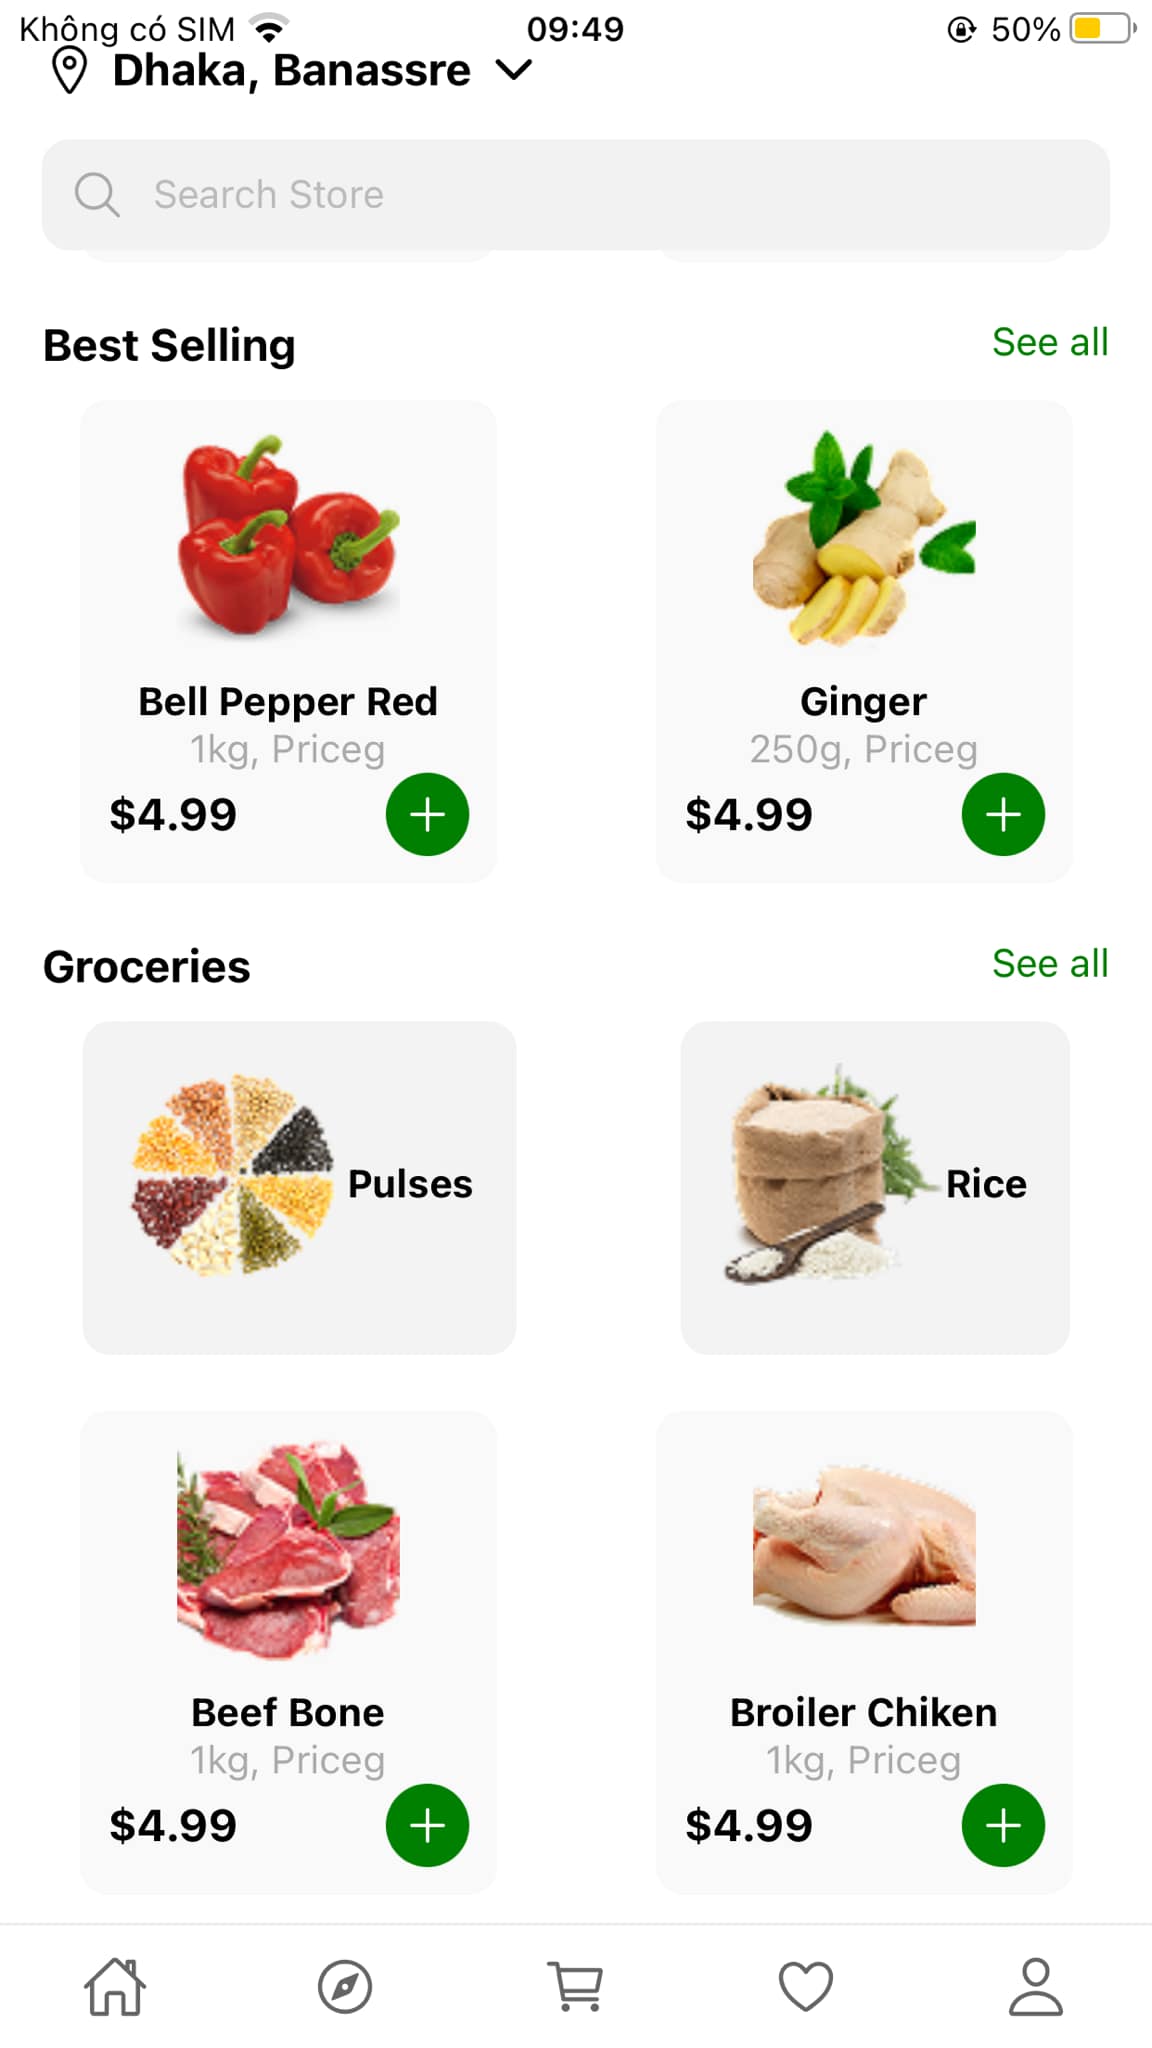 Không có SIM 09:49 50%
Dhaka, Banassre
Search Store
Best Selling See all
Bell Pepper Red Ginger
1kg, Priceg 250g, Priceg
$4.99 $4.99
Groceries See all
Pulses Rice
Beef Bone Broiler Chiken
1kg, Priceg 1kg, Priceg
$4.99 $4.99